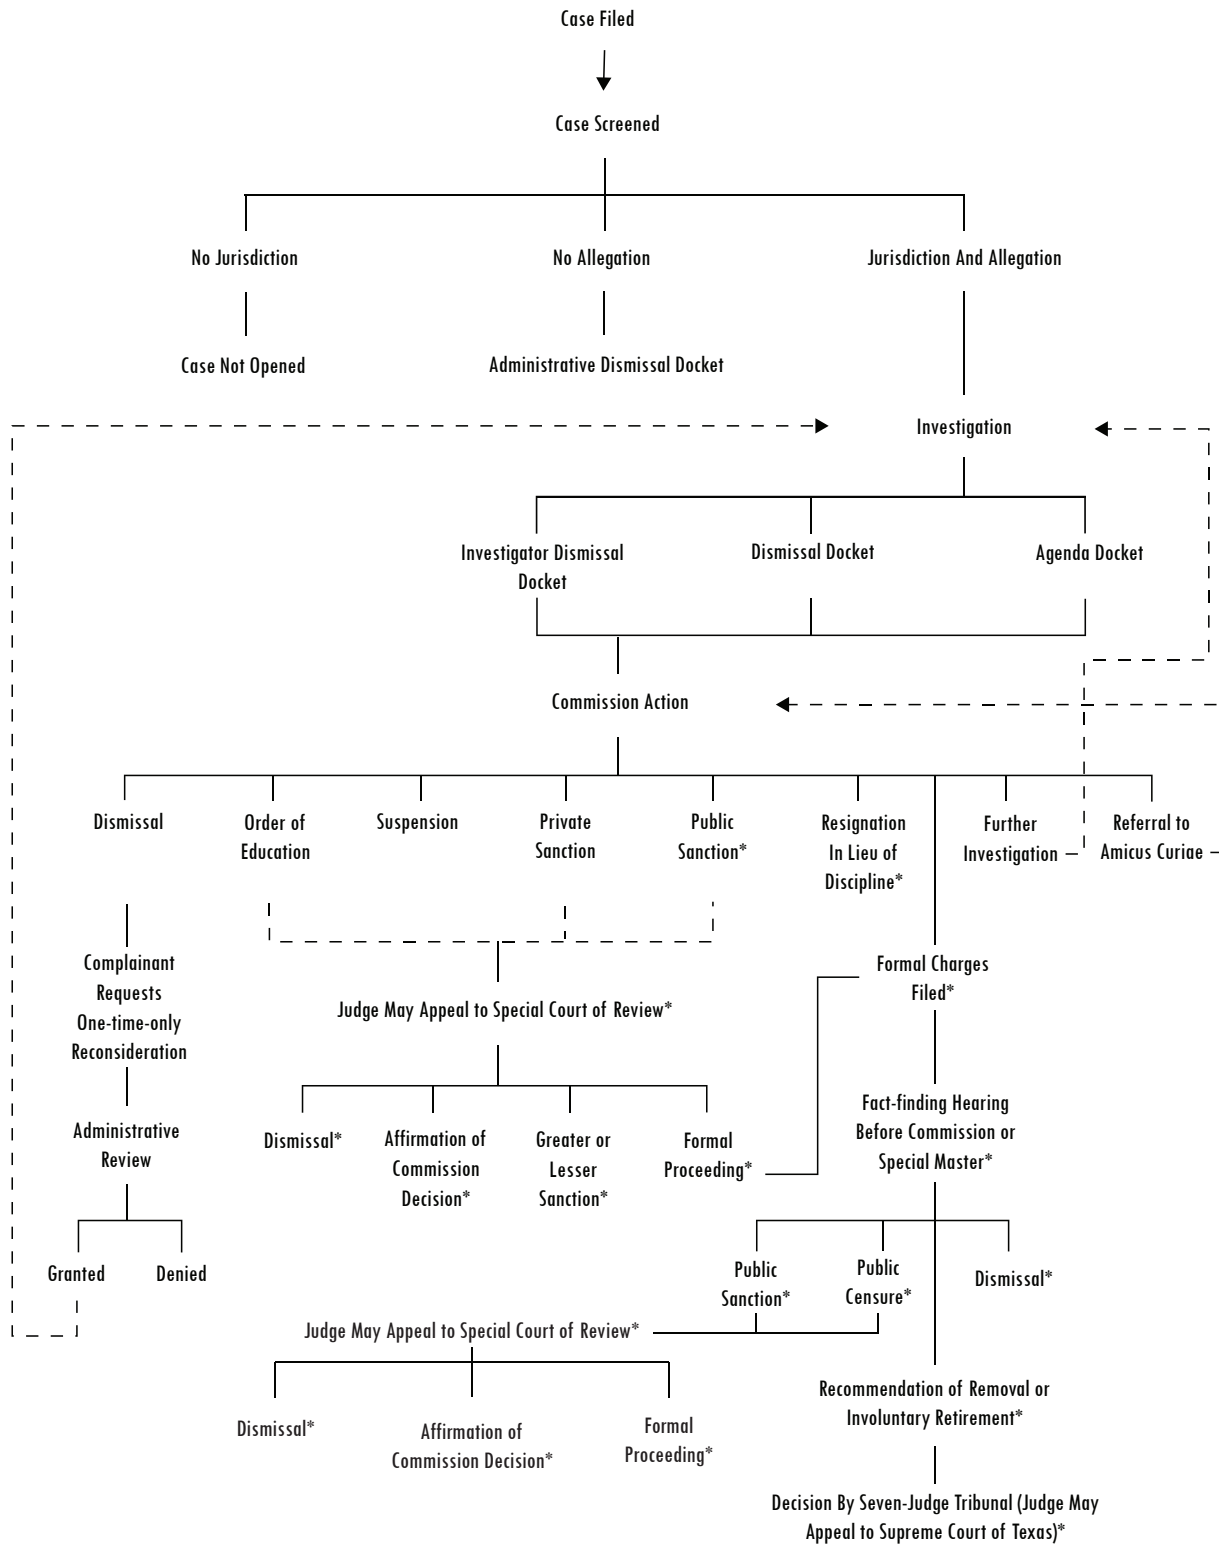 Case Filed
Case Screened
No Jurisdiction
No Allegation
Jurisdiction And Allegation
Case Not Opened
Administrative Dismissal Docket
Investigation
Investigator Dismissal
Docket
Dismissal Docket
Agenda Docket
Commission Action
Dismissal
Order of
Education
Suspension
Private
Sanction
Public
Sanction*
Resignation
In Lieu of
Discipline*
Further
Investigation
Referral to
Amicus Curiae
Complainant
Requests
One-time-only
Reconsideration
Formal Charges
Filed*
Judge May Appeal to Special Court of Review*
Administrative
Review
Dismissal*
Affirmation of
Commission
Decision*
Greater or
Lesser
Sanction*
Formal
Proceeding*
Fact-finding Hearing
Before Commission or
Special Master*
Granted
Denied
Public
Sanction*
Public
Censure*
Dismissal*
Judge May Appeal to Special Court of Review*
Dismissal*
Affirmation of
Commission Decision*
Formal
Proceeding*
Recommendation of Removal or
Involuntary Retirement*
Decision By Seven-Judge Tribunal (Judge May
Appeal to Supreme Court of Texas)*